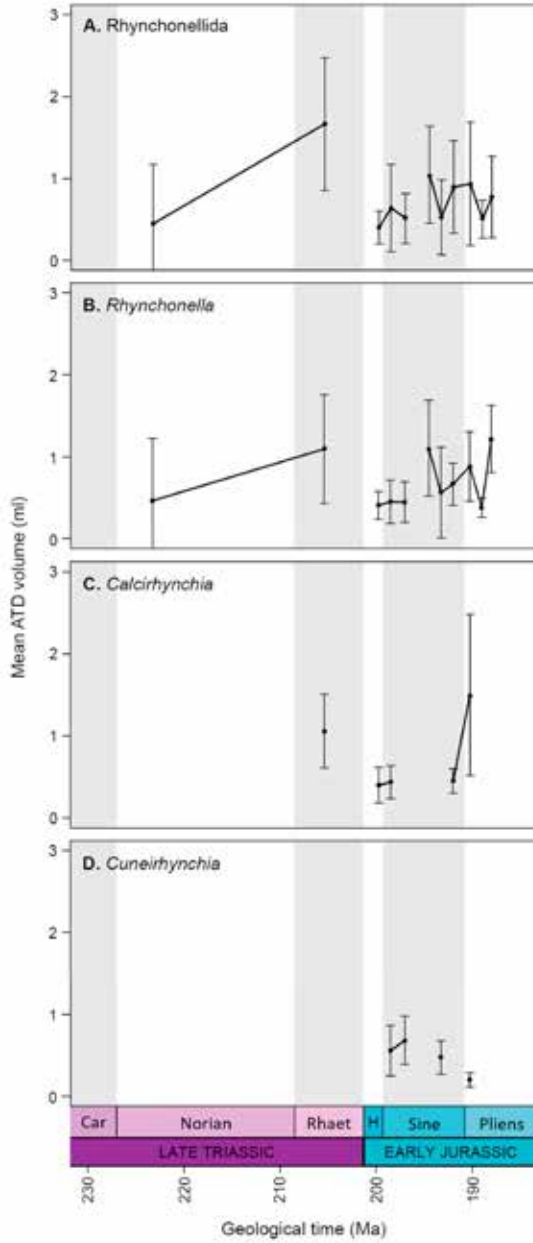 A. Rhynchonellida
3
2
1
0
B. Rhynchonella
3
2
1
0
Mean ATD volume (ml)
C. Calcirhynchia
3
2
1
0
D. Cuneirhynchia
3
2
1
0
Car Norian Rhaet H Sine Pliens
LATE TRIASSIC EARLY JURASSIC
230 220 210 200 190
Geological time (Ma)